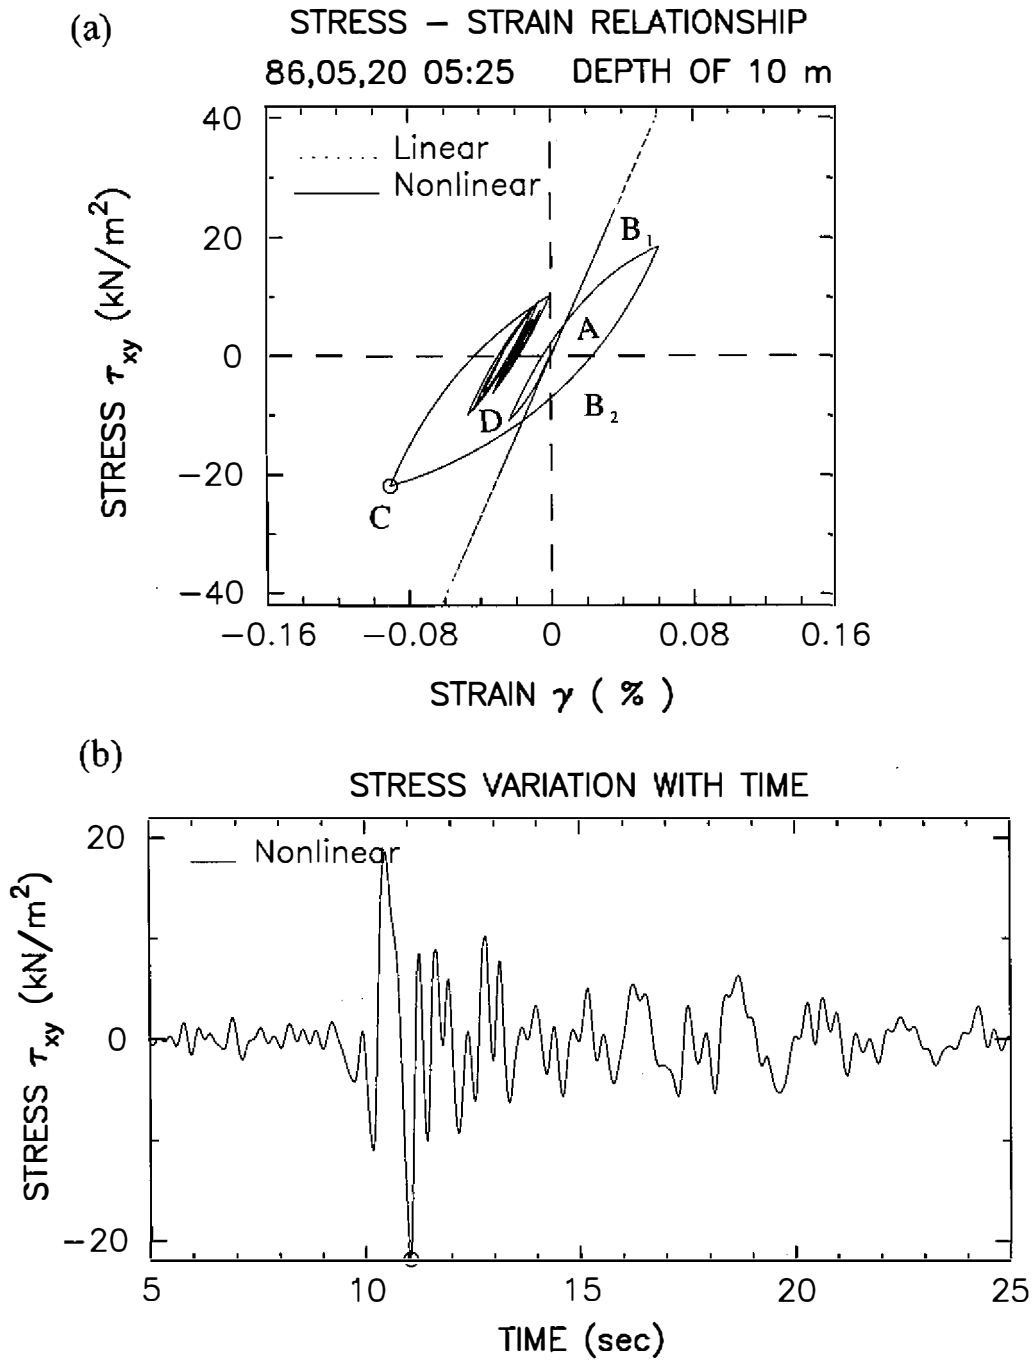 (a)
STRESS – STRAIN RELATIONSHIP
86,05,20 05:25 DEPTH OF 10 m
Linear
Nonlinear
40
20
0
−20
−40
STRESS τxy (kN/m²)
B₁
A
B₂
D
C
−0.16 −0.08 0 0.08 0.16
STRAIN γ ( % )
(b)
STRESS VARIATION WITH TIME
Nonlinear
20
0
−20
STRESS τxy (kN/m²)
5 10 15 20 25
TIME (sec)